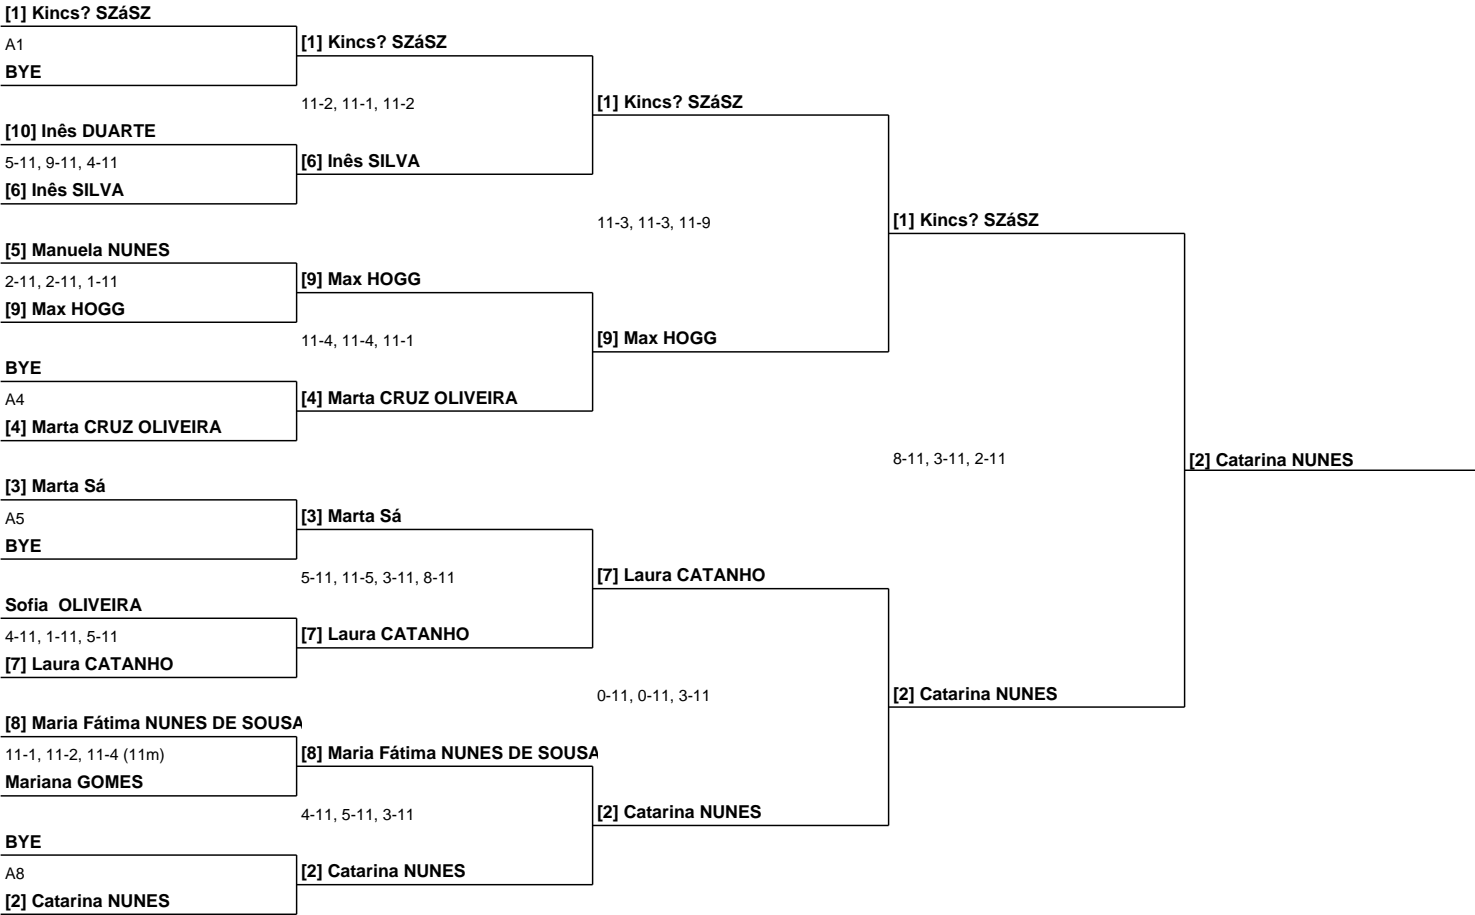 [1] Kincs? SZáSZ
A1
BYE
[10] Inês DUARTE
5-11, 9-11, 4-11
[6] Inês SILVA
[5] Manuela NUNES
2-11, 2-11, 1-11
[9] Max HOGG
BYE
A4
[4] Marta CRUZ OLIVEIRA
[3] Marta Sá
A5
BYE
Sofia  OLIVEIRA
4-11, 1-11, 5-11
[7] Laura CATANHO
[8] Maria Fátima NUNES DE SOUSA
11-1, 11-2, 11-4 (11m)
Mariana GOMES
BYE
A8
[2] Catarina NUNES
[1] Kincs? SZáSZ
11-2, 11-1, 11-2
[6] Inês SILVA
[9] Max HOGG
11-4, 11-4, 11-1
[4] Marta CRUZ OLIVEIRA
[3] Marta Sá
5-11, 11-5, 3-11, 8-11
[7] Laura CATANHO
[8] Maria Fátima NUNES DE SOUSA
4-11, 5-11, 3-11
[2] Catarina NUNES
[1] Kincs? SZáSZ
11-3, 11-3, 11-9
[9] Max HOGG
[7] Laura CATANHO
0-11, 0-11, 3-11
[2] Catarina NUNES
[1] Kincs? SZáSZ
8-11, 3-11, 2-11
[2] Catarina NUNES
[2] Catarina NUNES